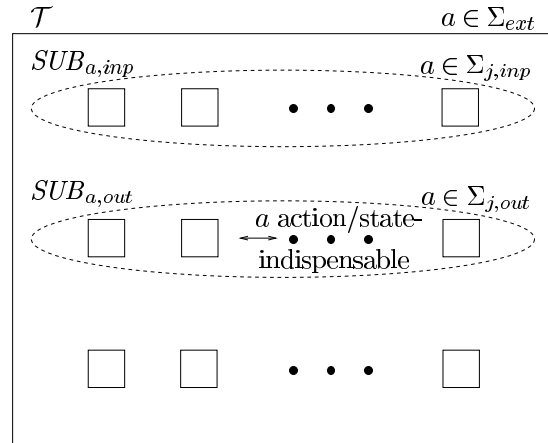 𝒯 a ∈ Σ_ext
SUB_a,inp a ∈ Σ_j,inp
SUB_a,out a ∈ Σ_j,out
a action/state-
indispensable